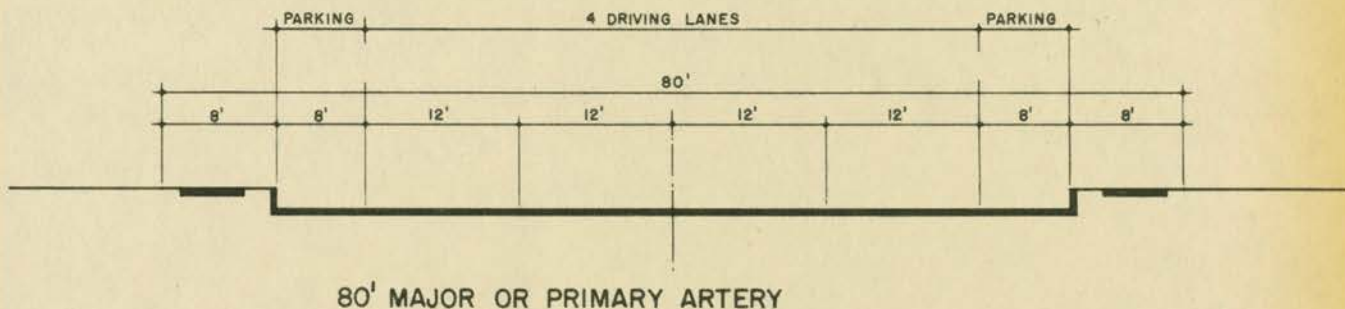 PARKING 4 DRIVING LANES PARKING
80'
8' 8' 12' 12' 12' 12' 8' 8'
80' MAJOR OR PRIMARY ARTERY